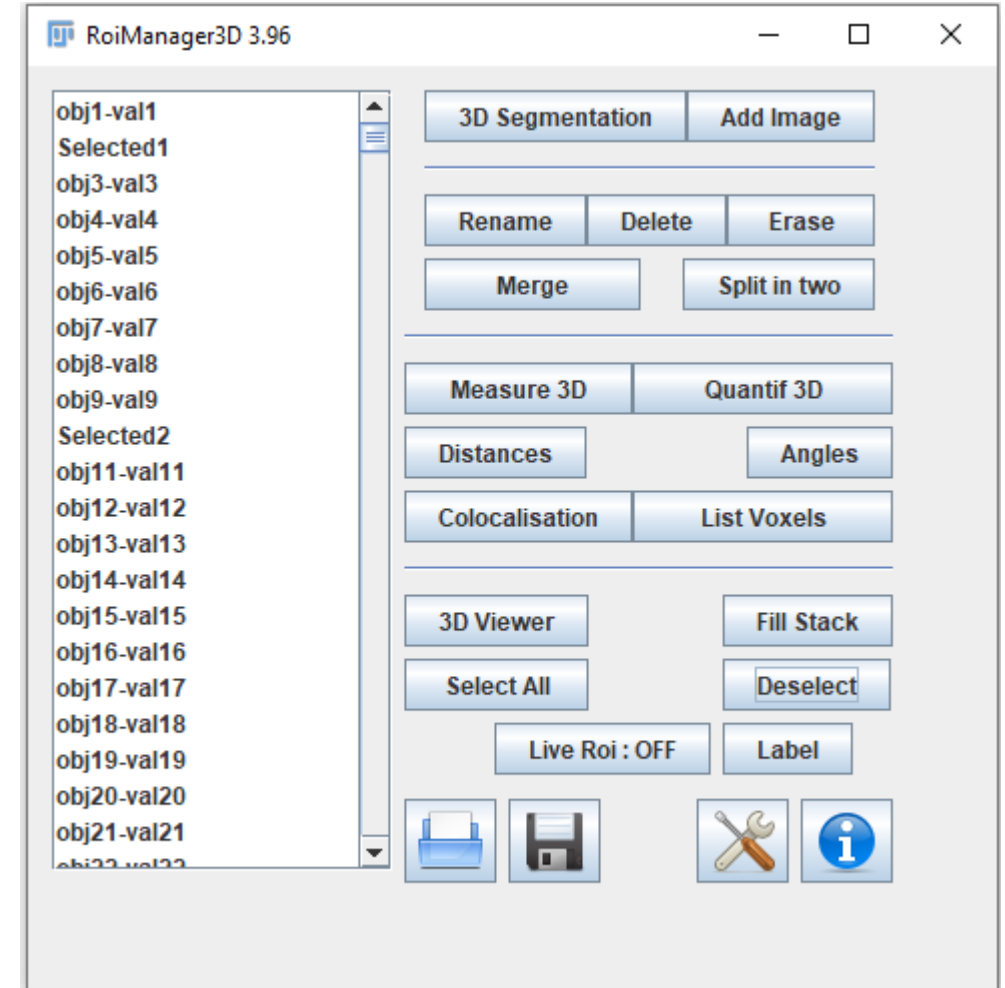 RoiManager3D 3.96
obj1-val1
Selected1
obj3-val3
obj4-val4
obj5-val5
obj6-val6
obj7-val7
obj8-val8
obj9-val9
Selected2
obj11-val11
obj12-val12
obj13-val13
obj14-val14
obj15-val15
obj16-val16
obj17-val17
obj18-val18
obj19-val19
obj20-val20
obj21-val21
obj22-val22
3D Segmentation Add Image
Rename Delete Erase
Merge Split in two
Measure 3D Quantif 3D
Distances Angles
Colocalisation List Voxels
3D Viewer Fill Stack
Select All Deselect
Live Roi : OFF Label